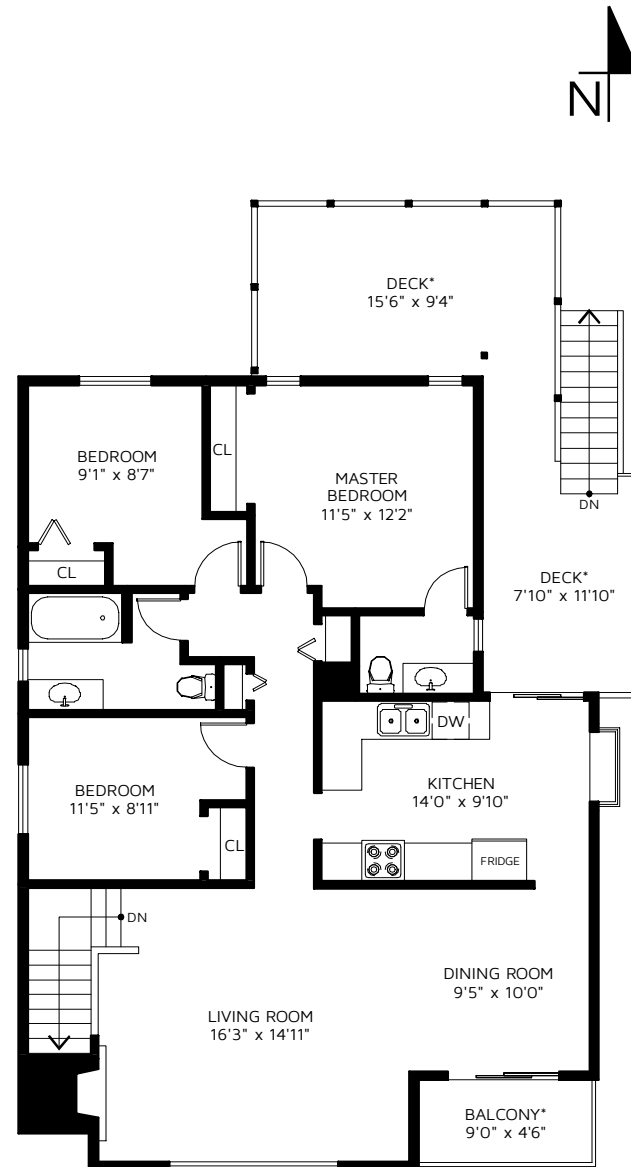 N
DECK*
15'6" x 9'4"
BEDROOM
9'1" x 8'7"
CL
MASTER
BEDROOM
11'5" x 12'2"
DN
CL
DECK*
7'10" x 11'10"
DW
BEDROOM
11'5" x 8'11"
KITCHEN
14'0" x 9'10"
CL
FRIDGE
DN
DINING ROOM
9'5" x 10'0"
LIVING ROOM
16'3" x 14'11"
BALCONY*
9'0" x 4'6"